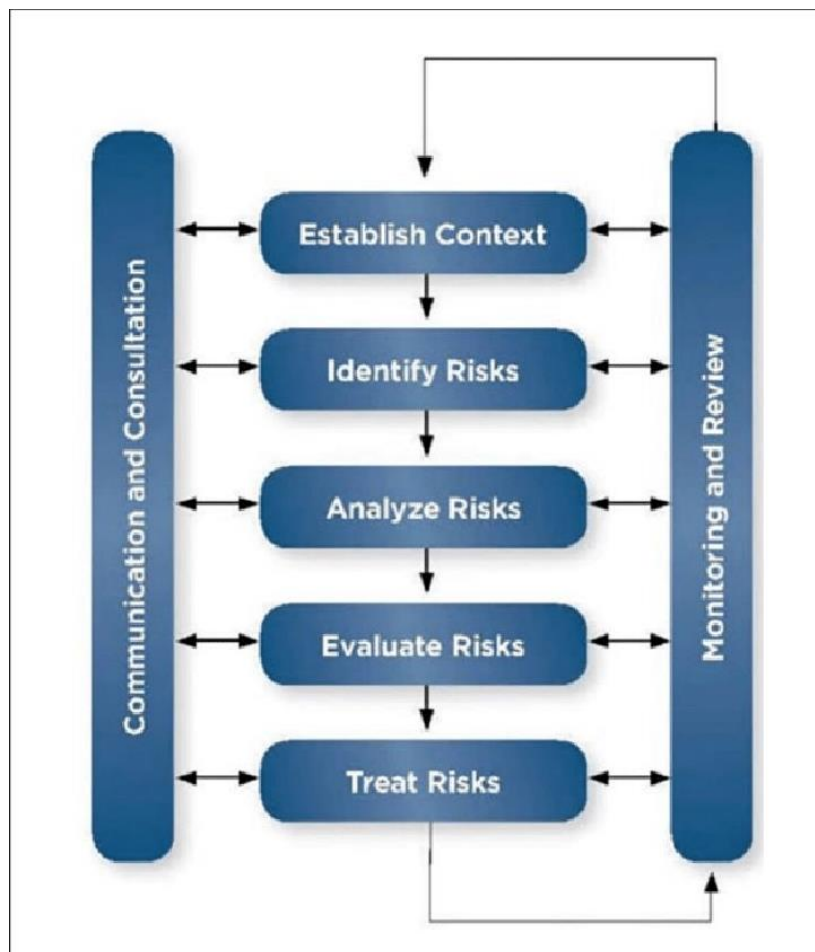 Communication and Consultation
Establish Context
Identify Risks
Analyze Risks
Evaluate Risks
Treat Risks
Monitoring and Review